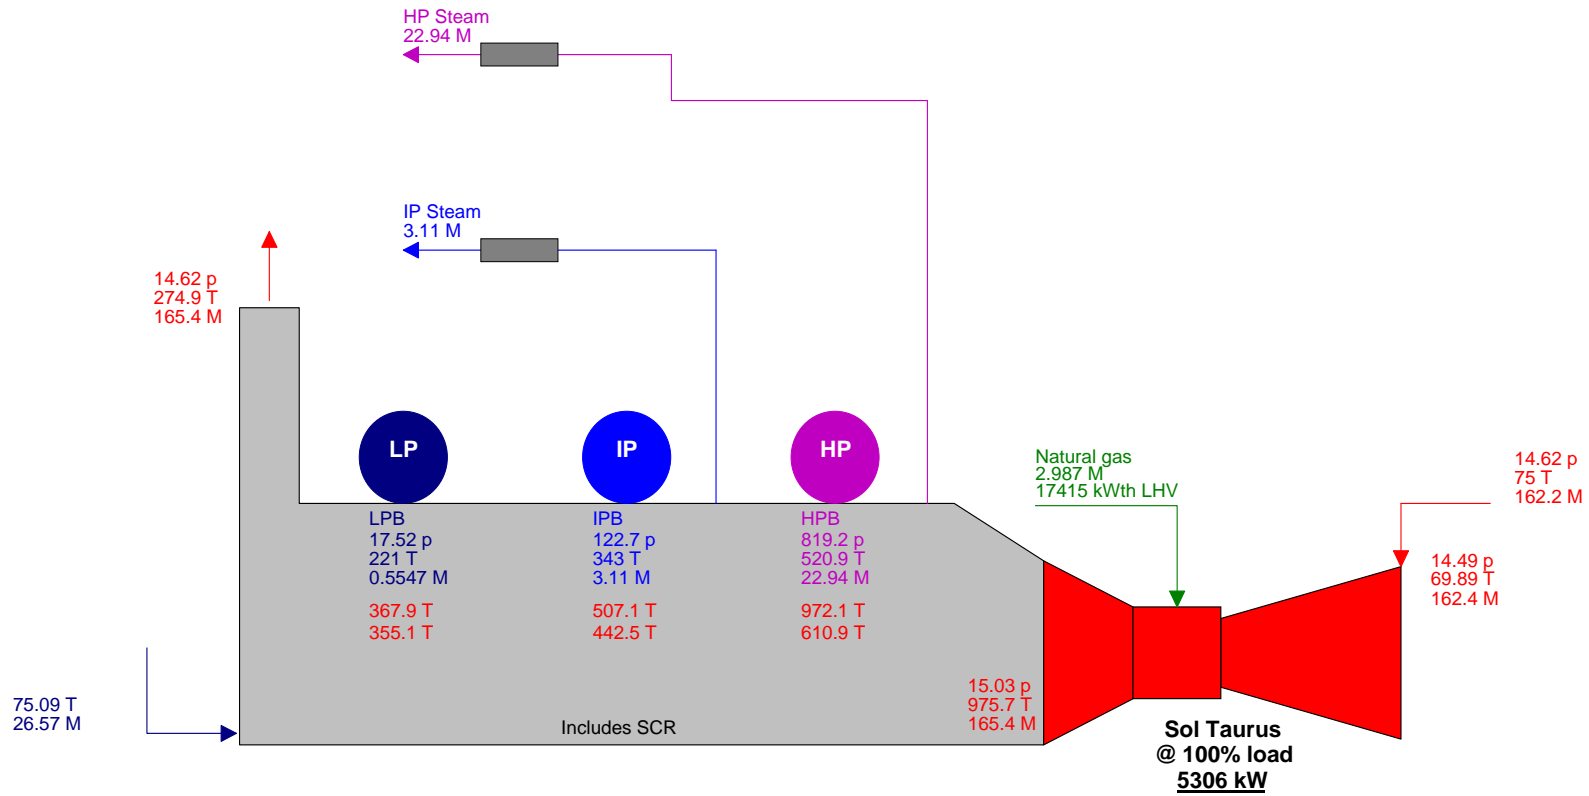 HP Steam
22.94 M
IP Steam
3.11 M
14.62 p
274.9 T
165.4 M
LP
IP
HP
LPB
17.52 p
221 T
0.5547 M
367.9 T
355.1 T
IPB
122.7 p
343 T
3.11 M
507.1 T
442.5 T
HPB
819.2 p
520.9 T
22.94 M
972.1 T
610.9 T
Natural gas
2.987 M
17415 kWth LHV
14.62 p
75 T
162.2 M
14.49 p
69.89 T
162.4 M
15.03 p
975.7 T
165.4 M
75.09 T
26.57 M
Includes SCR
Sol Taurus
@ 100% load
5306 kW